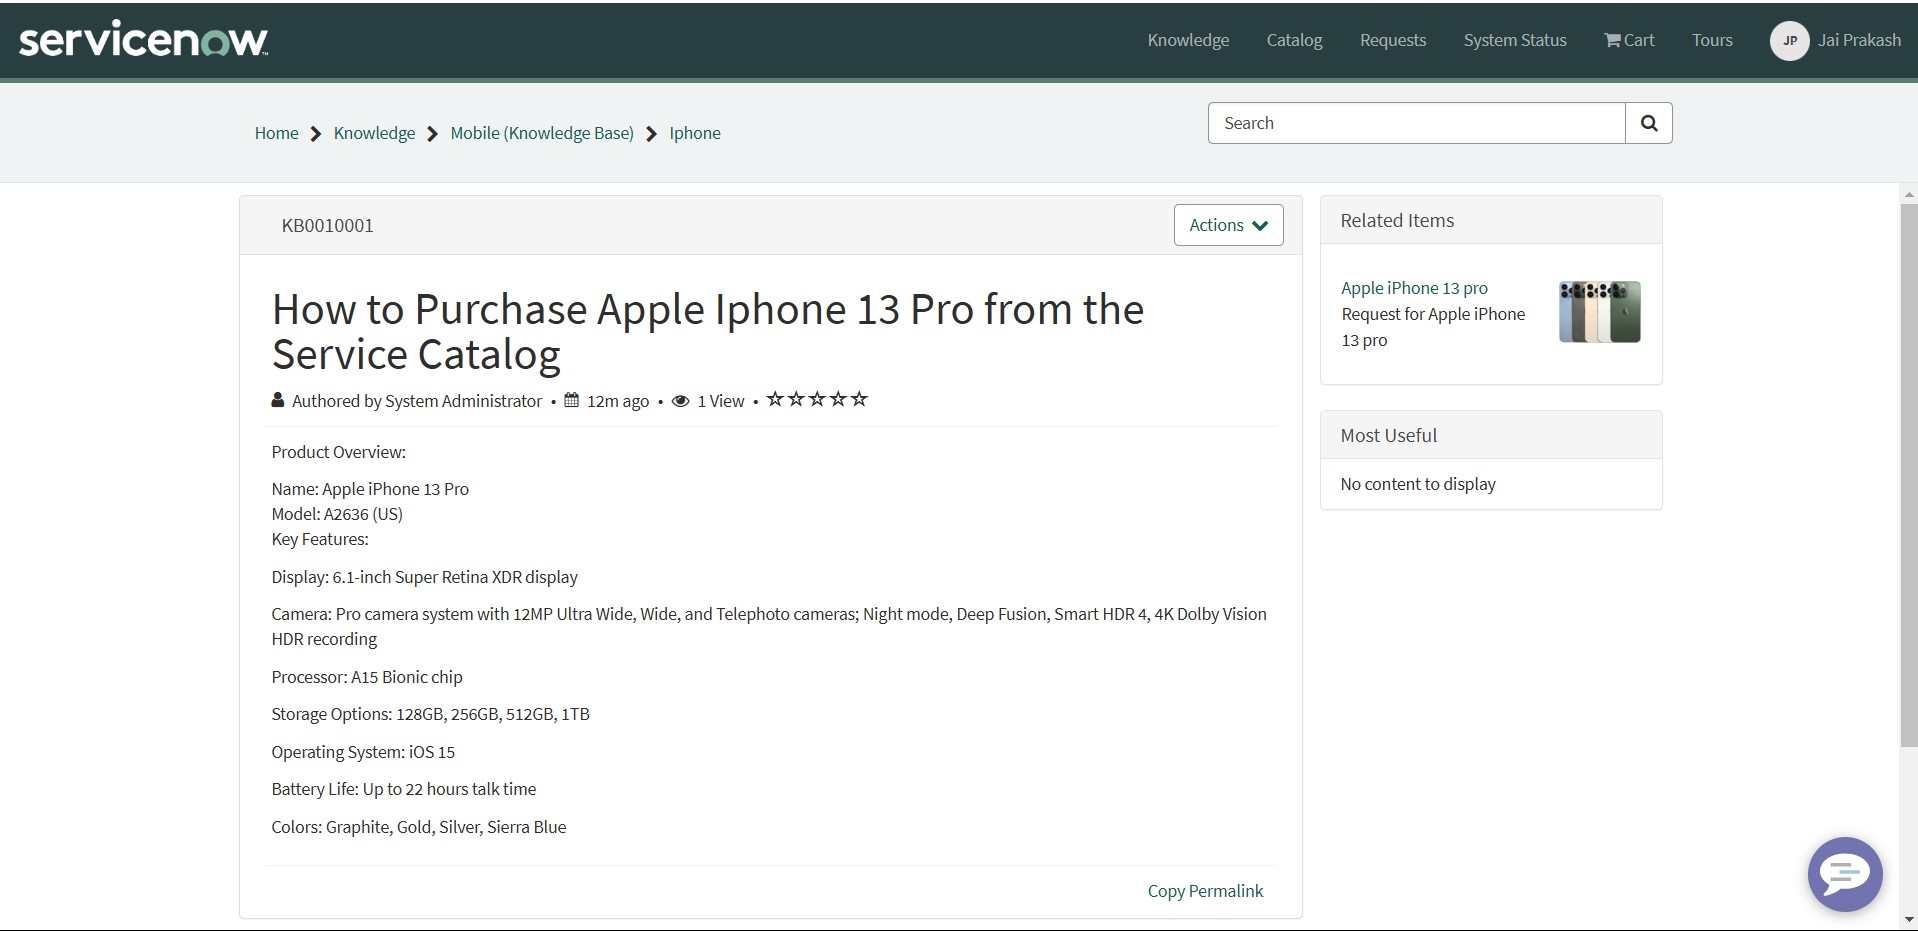 servicenow
Knowledge Catalog Requests System Status Cart Tours JP Jai Prakash
Home Knowledge Mobile (Knowledge Base) Iphone
Search
KB0010001
Actions
How to Purchase Apple Iphone 13 Pro from the
Service Catalog
Authored by System Administrator • 12m ago • 1 View •
Product Overview:
Name: Apple iPhone 13 Pro
Model: A2636 (US)
Key Features:
Display: 6.1-inch Super Retina XDR display
Camera: Pro camera system with 12MP Ultra Wide, Wide, and Telephoto cameras; Night mode, Deep Fusion, Smart HDR 4, 4K Dolby Vision
HDR recording
Processor: A15 Bionic chip
Storage Options: 128GB, 256GB, 512GB, 1TB
Operating System: iOS 15
Battery Life: Up to 22 hours talk time
Colors: Graphite, Gold, Silver, Sierra Blue
Copy Permalink
Related Items
Apple iPhone 13 pro
Request for Apple iPhone
13 pro
Most Useful
No content to display